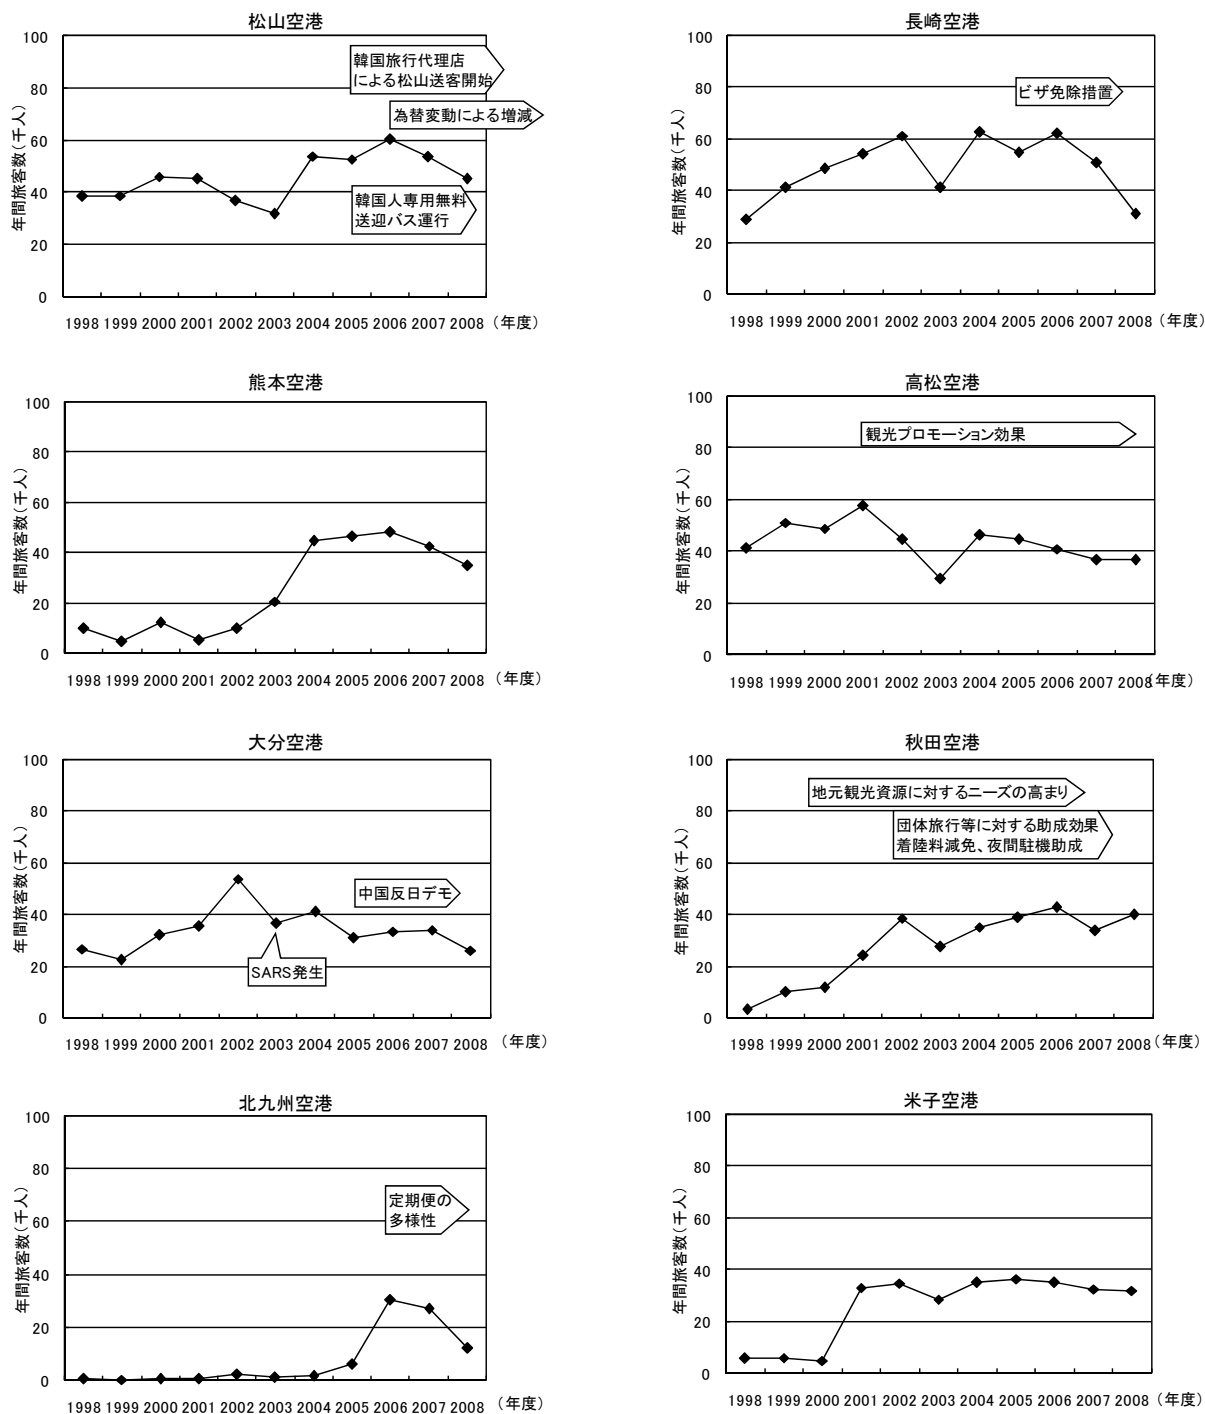 松山空港
100
80
60
40
20
0
年間旅客数(千人)
韓国旅行代理店
による松山送客開始
為替変動による増減
韓国人専用無料
送迎バス運行
1998 1999 2000 2001 2002 2003 2004 2005 2006 2007 2008 (年度)
長崎空港
100
80
60
40
20
0
年間旅客数(千人)
ビザ免除措置
1998 1999 2000 2001 2002 2003 2004 2005 2006 2007 2008 (年度)
熊本空港
100
80
60
40
20
0
年間旅客数(千人)
1998 1999 2000 2001 2002 2003 2004 2005 2006 2007 2008 (年度)
高松空港
100
80
60
40
20
0
年間旅客数(千人)
観光プロモーション効果
1998 1999 2000 2001 2002 2003 2004 2005 2006 2007 2008 (年度)
大分空港
100
80
60
40
20
0
年間旅客数(千人)
中国反日デモ
SARS発生
1998 1999 2000 2001 2002 2003 2004 2005 2006 2007 2008 (年度)
秋田空港
100
80
60
40
20
0
年間旅客数(千人)
地元観光資源に対するニーズの高まり
団体旅行等に対する助成効果
着陸料減免、夜間駐機助成
1998 1999 2000 2001 2002 2003 2004 2005 2006 2007 2008 (年度)
北九州空港
100
80
60
40
20
0
年間旅客数(千人)
定期便の
多様性
1998 1999 2000 2001 2002 2003 2004 2005 2006 2007 2008 (年度)
米子空港
100
80
60
40
20
0
年間旅客数(千人)
1998 1999 2000 2001 2002 2003 2004 2005 2006 2007 2008 (年度)